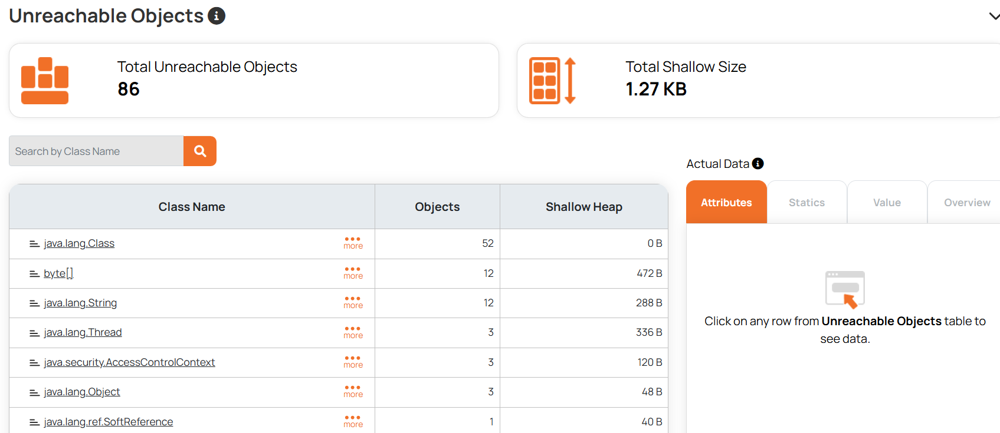 Unreachable Objects
Total Unreachable Objects
86
Total Shallow Size
1.27 KB
Search by Class Name
Actual Data
Attributes Statics Value Overview
Class Name Objects Shallow Heap
java.lang.Class more 52 0 B
byte[] more 12 472 B
java.lang.String more 12 288 B
java.lang.Thread more 3 336 B
java.security.AccessControlContext more 3 120 B
java.lang.Object more 3 48 B
java.lang.ref.SoftReference more 1 40 B
Click on any row from Unreachable Objects table to
see data.